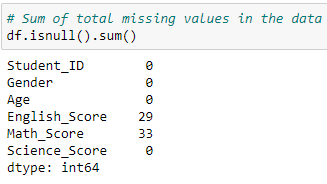 # Sum of total missing values in the data
df.isnull().sum()
Student_ID 0
Gender 0
Age 0
English_Score 29
Math_Score 33
Science_Score 0
dtype: int64